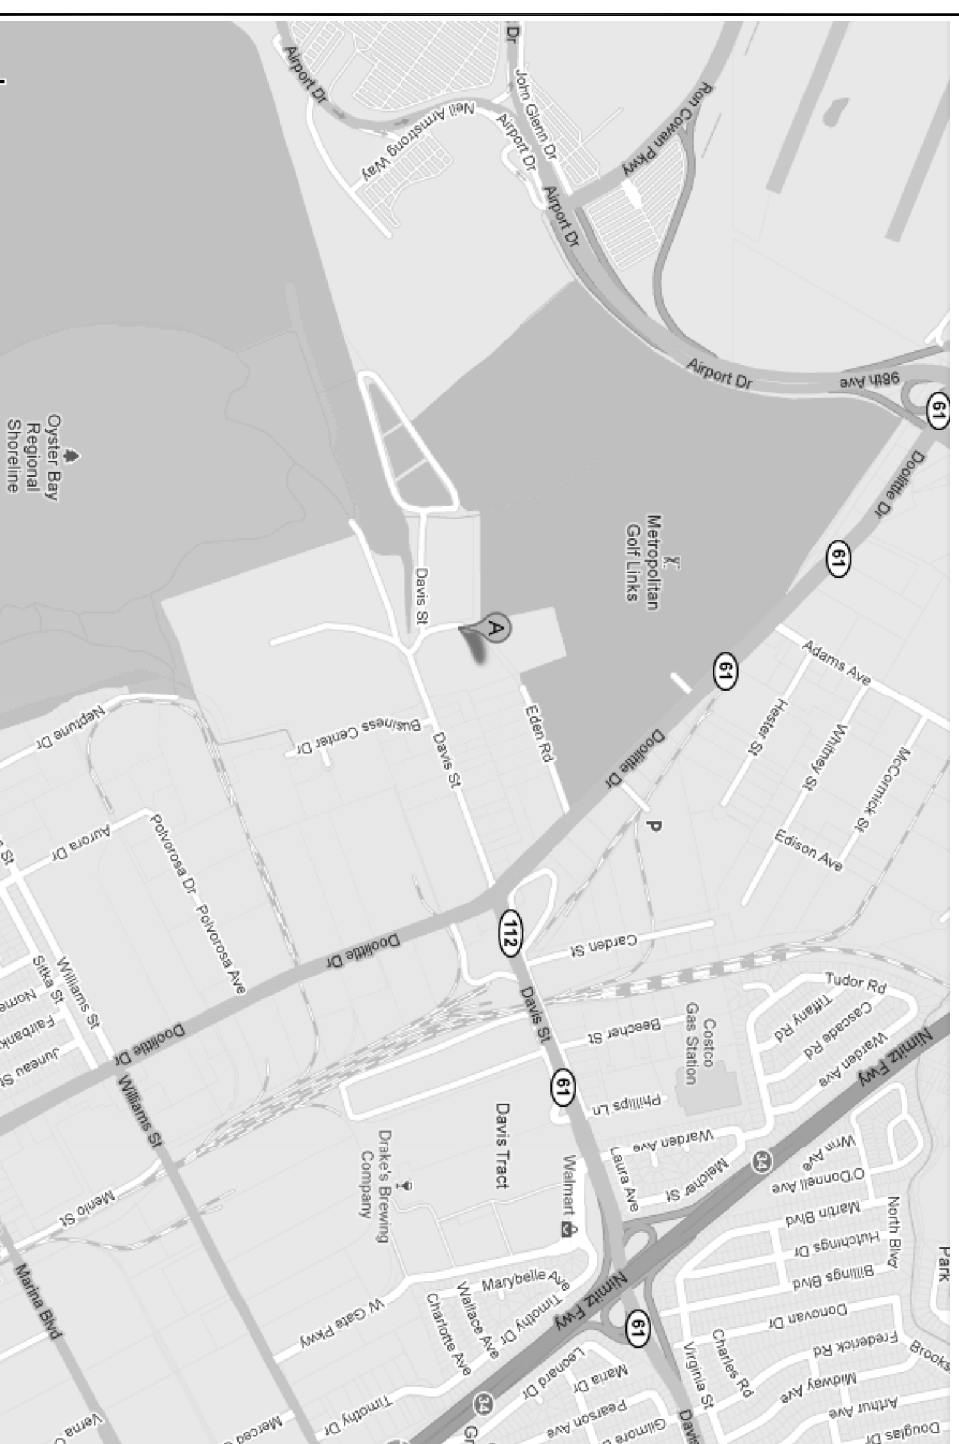 Dr
John Glenn Dr
Airport Dr
Neil Armstrong Way
Airport Dr
Ron Cowan Pkwy
Airport Dr
Airport Dr
98th Ave
61
Doolittle Dr
Oyster Bay
Regional
Shoreline
Metropolitan
Golf Links
61
Davis St
A
61
Adams Ave
Hester St
Whitney St
McCormick St
Edison Ave
Neptune Dr
Business Center Dr
Davis St
Eden Rd
Doolittle Dr
P
Aurora Dr
Polvorosa Dr
Polvorosa Ave
s St
Doolittle Dr
112
Carden St
Williams St
Sitka St
Nome
Fairbanks
Juneau St
Doolittle Dr
Davis St
Beecher St
Costco
Gas Station
Tudor Rd
Tiffany Rd
Cascade Rd
Warden Ave
Nimitz Fwy
Williams St
61
Phillips Ln
Davis Tract
Drake's Brewing
Company
Walmart
Laura Ave
Warden Ave
Melcher St
34
Wrin Ave
O'Donnell Ave
Martin Blvd
North Blvd
Hutchings Dr
Billings Blvd
Park
Menlo St
Marina Blvd
W Gate Pkwy
Marybelle Ave
Wallace Ave
Charlotte Ave
Timothy Dr
Nimitz Fwy
61
Donovan Dr
Frederick Rd
Brooks
Charles Rd
Virginia St
Midway Ave
Arthur Ave
Douglas Dr
Leonard Dr
Maria Dr
Pearson Ave
Gilmore
Davis
34
Gr
Timothy Dr
Merced
Verna